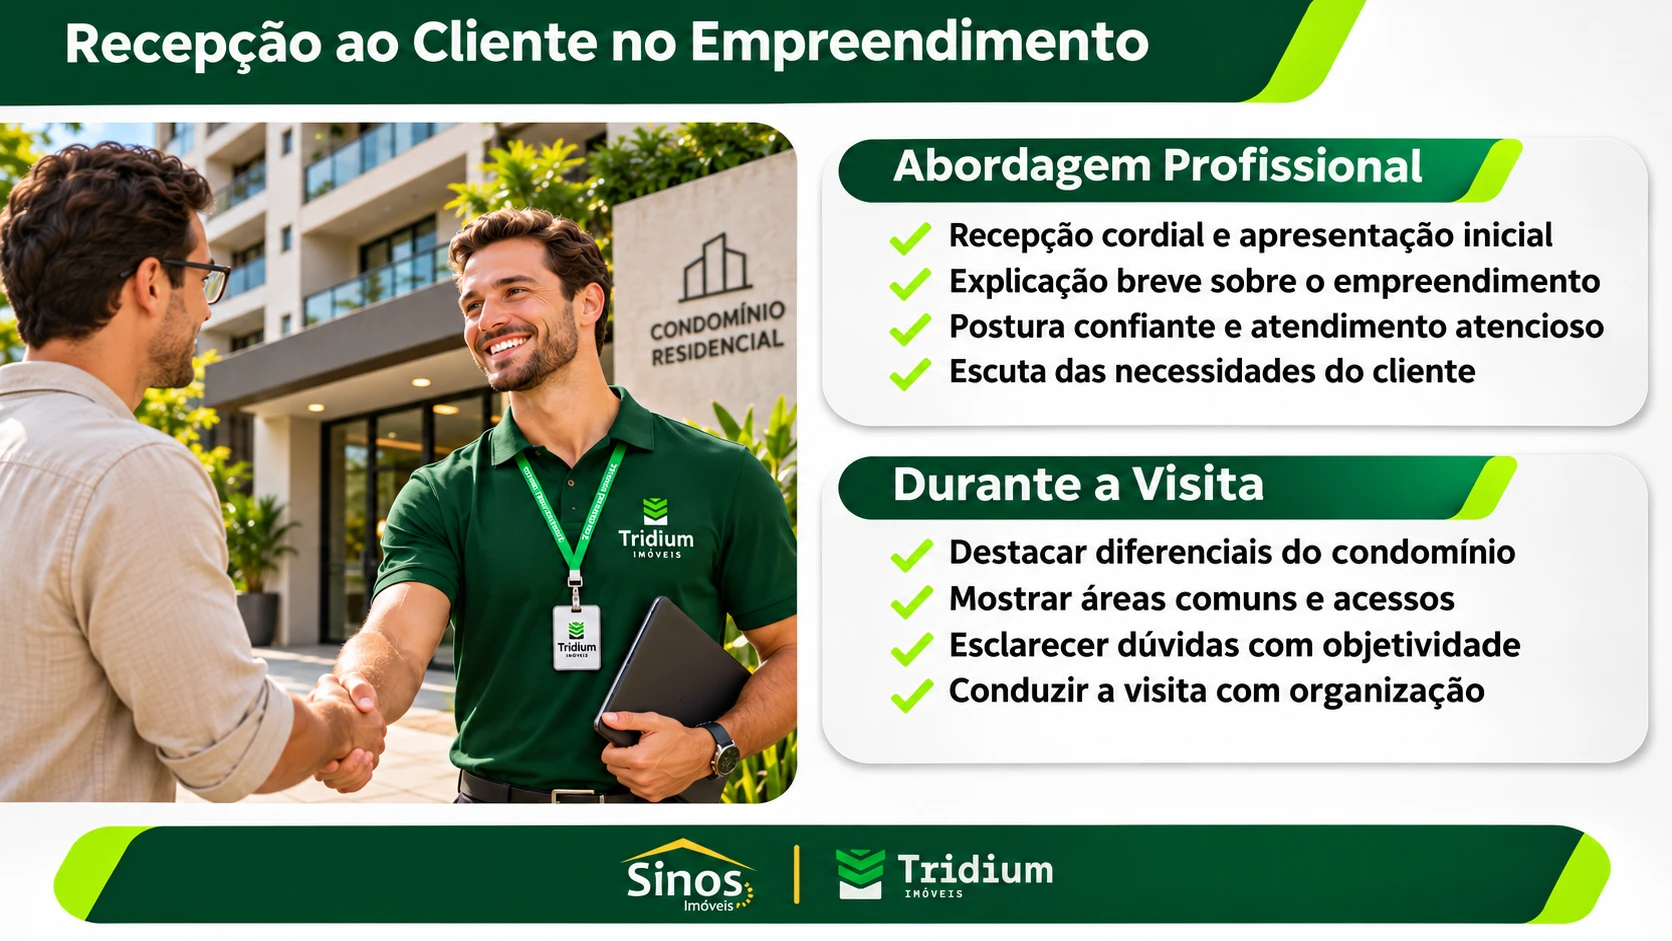 Recepção ao Cliente no Empreendimento
CONDOMÍNIO
RESIDENCIAL
Tridium
IMÓVEIS
Tridium
IMÓVEIS
Abordagem Profissional
Recepção cordial e apresentação inicial
Explicação breve sobre o empreendimento
Postura confiante e atendimento atencioso
Escuta das necessidades do cliente
Durante a Visita
Destacar diferenciais do condomínio
Mostrar áreas comuns e acessos
Esclarecer dúvidas com objetividade
Conduzir a visita com organização
Sinos
Imóveis
Tridium
IMÓVEIS